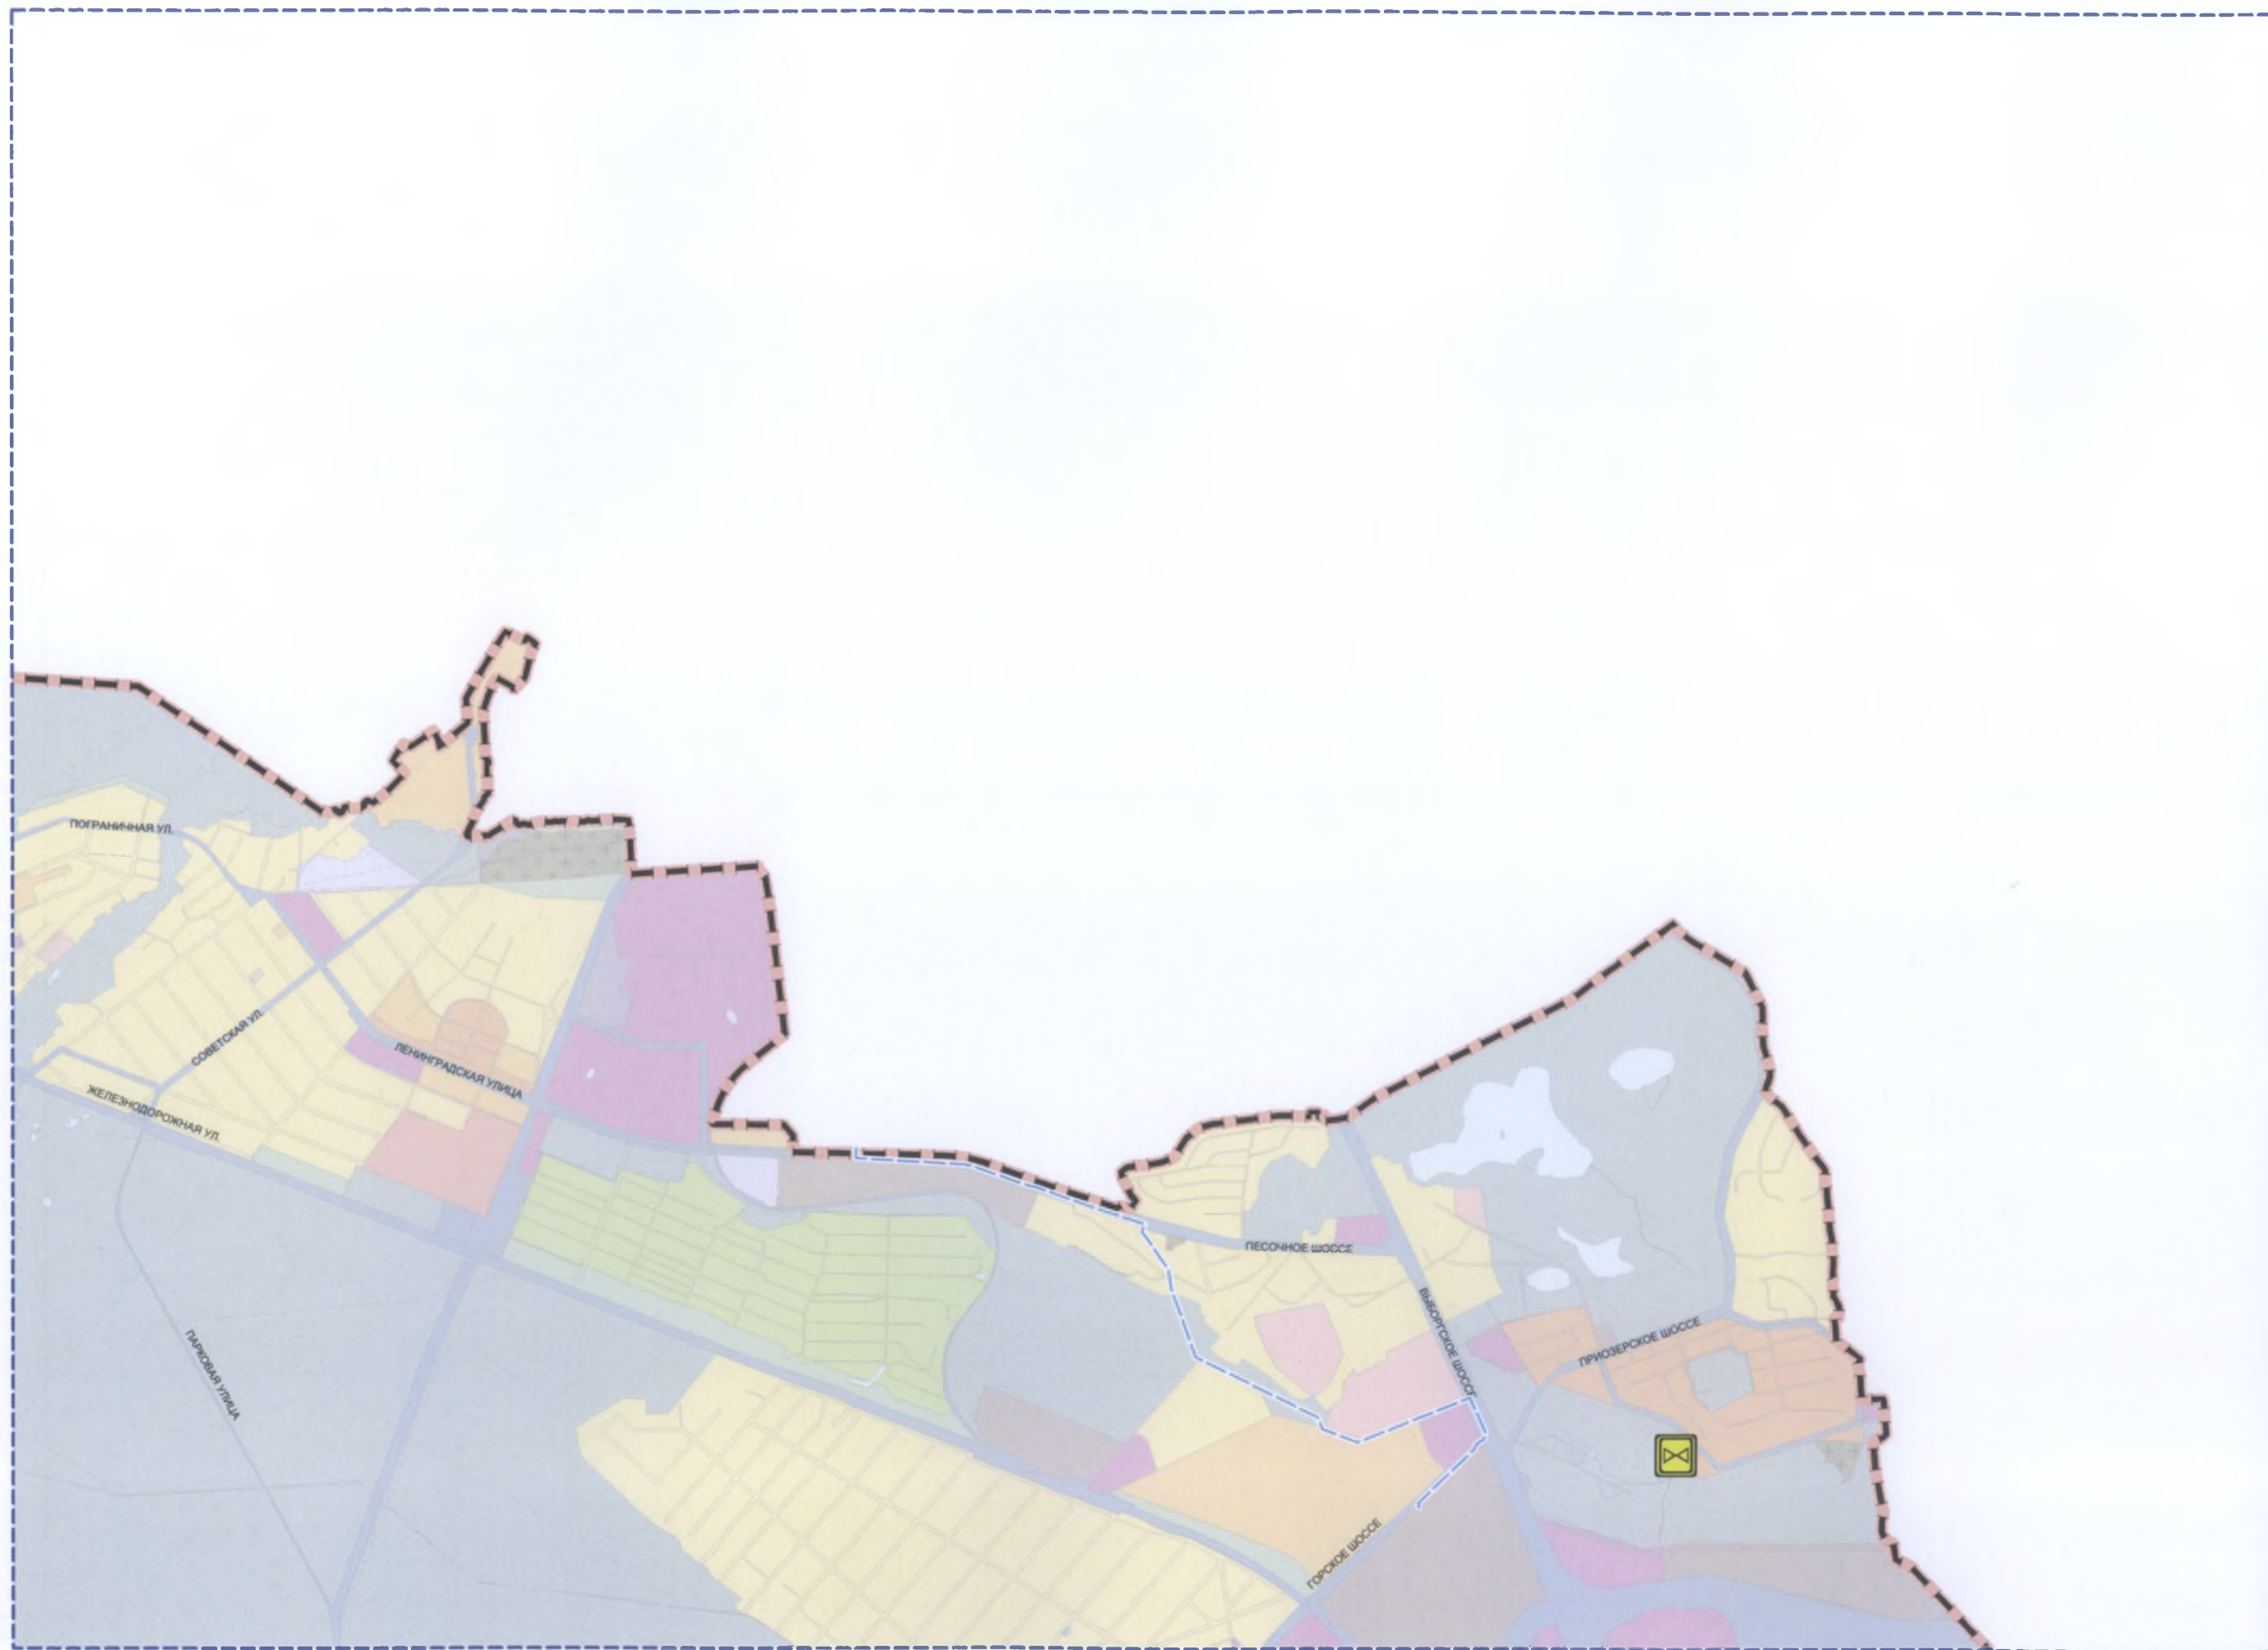 ПОГРАНИЧНАЯ УЛ.
СОВЕТСКАЯ УЛ.
ЛЕНИНГРАДСКАЯ УЛИЦА
ЖЕЛЕЗНОДОРОЖНАЯ УЛ.
ПЕСОЧНОЕ ШОССЕ
ВЫБОРГСКОЕ ШОССЕ
ПРИОЗЕРСКОЕ ШОССЕ
ПАРКОВАЯ УЛИЦА
ГОРСКОЕ ШОССЕ